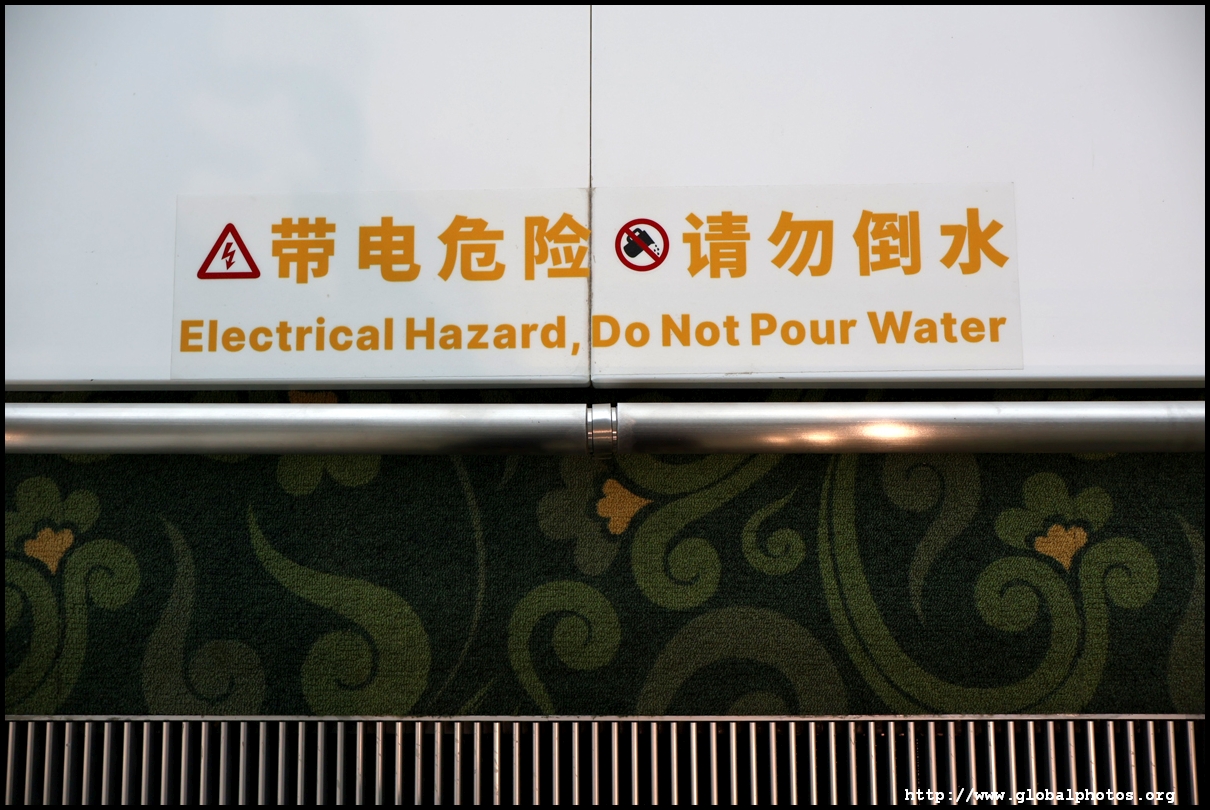 带电危险 请勿倒水
Electrical Hazard, Do Not Pour Water
http://www.globalphotos.org